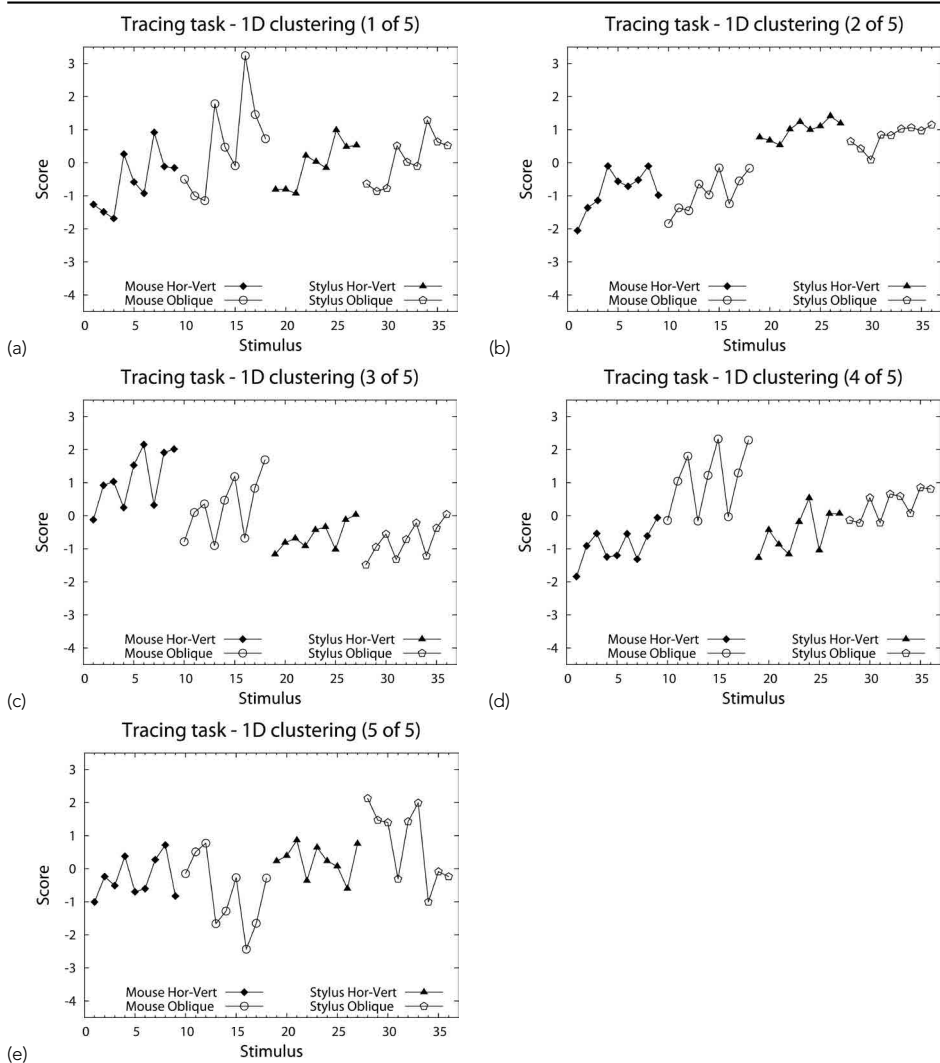 Tracing task - 1D clustering (1 of 5)
3
2
1
0
-1
-2
-3
-4
Score
Mouse Hor-Vert
Stylus Hor-Vert
Mouse Oblique
Stylus Oblique
0 5 10 15 20 25 30 35
Stimulus
(a)
Tracing task - 1D clustering (2 of 5)
3
2
1
0
-1
-2
-3
-4
Score
Mouse Hor-Vert
Stylus Hor-Vert
Mouse Oblique
Stylus Oblique
0 5 10 15 20 25 30 35
Stimulus
(b)
Tracing task - 1D clustering (3 of 5)
3
2
1
0
-1
-2
-3
-4
Score
Mouse Hor-Vert
Stylus Hor-Vert
Mouse Oblique
Stylus Oblique
0 5 10 15 20 25 30 35
Stimulus
(c)
Tracing task - 1D clustering (4 of 5)
3
2
1
0
-1
-2
-3
-4
Score
Mouse Hor-Vert
Stylus Hor-Vert
Mouse Oblique
Stylus Oblique
0 5 10 15 20 25 30 35
Stimulus
(d)
Tracing task - 1D clustering (5 of 5)
3
2
1
0
-1
-2
-3
-4
Score
Mouse Hor-Vert
Stylus Hor-Vert
Mouse Oblique
Stylus Oblique
0 5 10 15 20 25 30 35
Stimulus
(e)